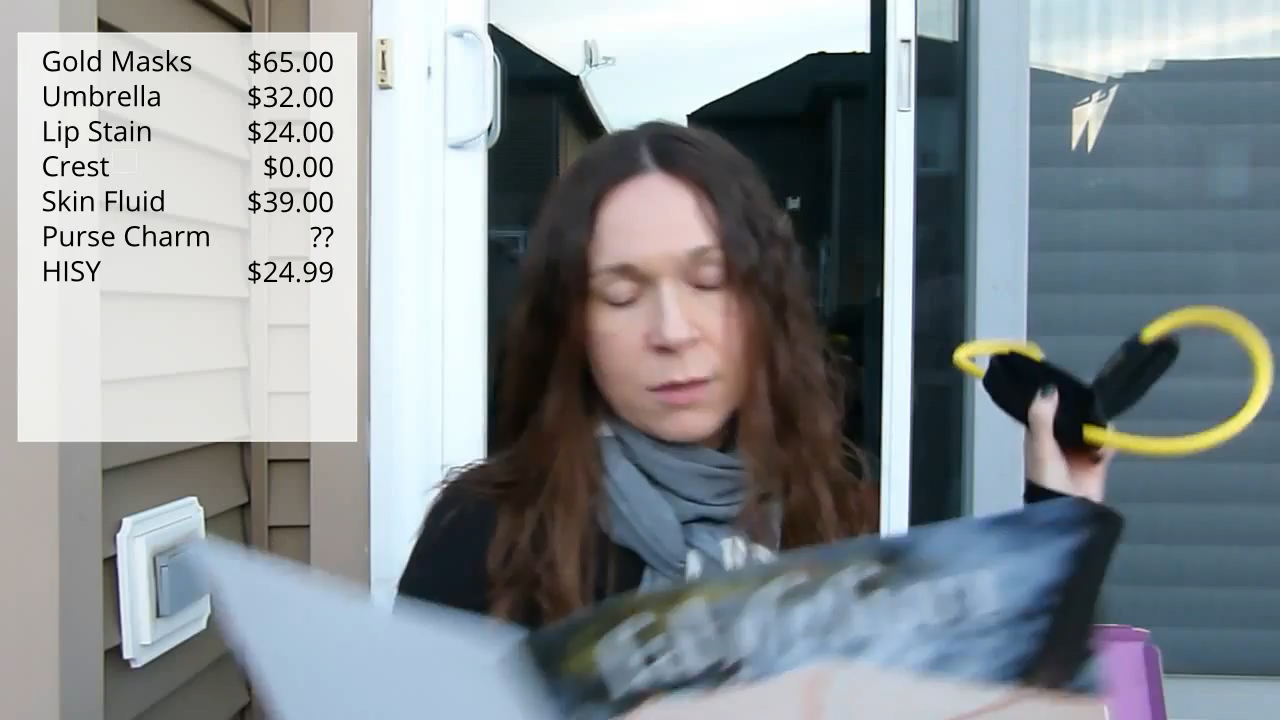 Gold Masks $65.00
Umbrella $32.00
Lip Stain $24.00
Crest $0.00
Skin Fluid $39.00
Purse Charm ??
HISY $24.99